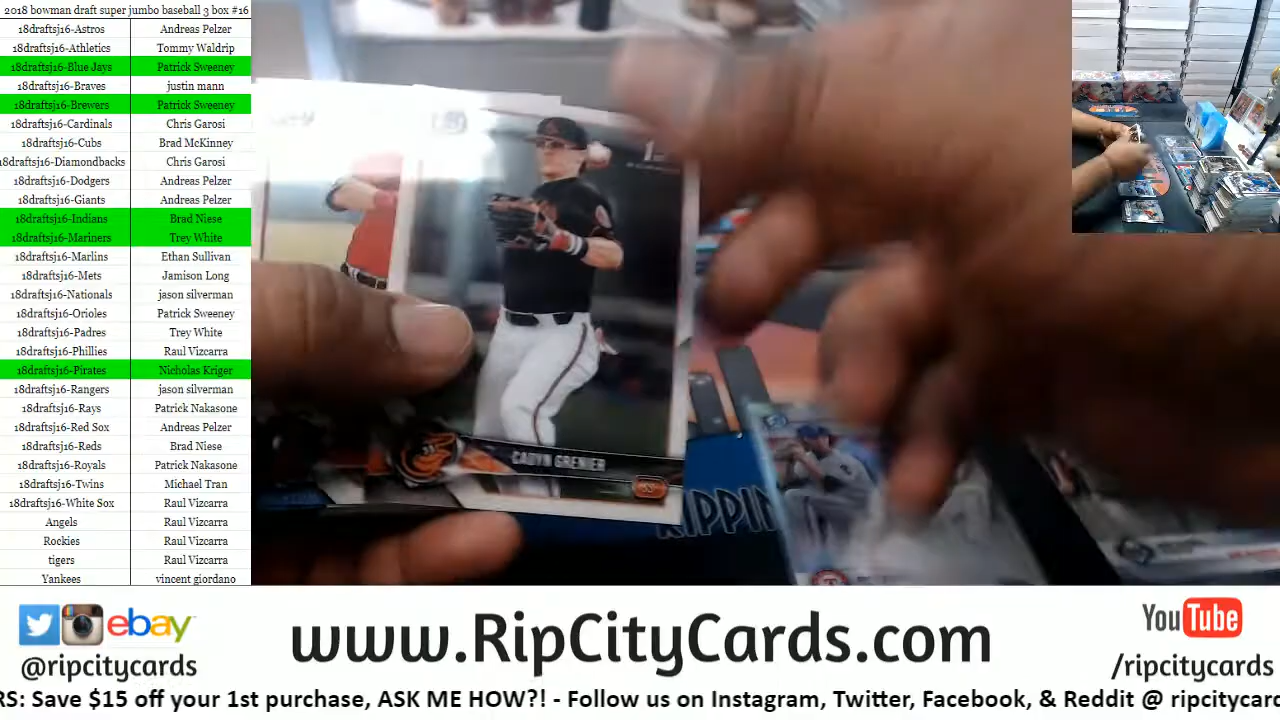 2018 bowman draft super jumbo baseball 3 box #16
18draftsj16-Astros Andreas Pelzer
18draftsj16-Athletics Tommy Waldrip
18draftsj16-Blue Jays Patrick Sweeney
18draftsj16-Braves justin mann
18draftsj16-Brewers Patrick Sweeney
18draftsj16-Cardinals Chris Garosi
18draftsj16-Cubs Brad McKinney
18draftsj16-Diamondbacks Chris Garosi
18draftsj16-Dodgers Andreas Pelzer
18draftsj16-Giants Andreas Pelzer
18draftsj16-Indians Brad Niese
18draftsj16-Mariners Trey White
18draftsj16-Marlins Ethan Sullivan
18draftsj16-Mets Jamison Long
18draftsj16-Nationals jason silverman
18draftsj16-Orioles Patrick Sweeney
18draftsj16-Padres Trey White
18draftsj16-Phillies Raul Vizcarra
18draftsj16-Pirates Nicholas Kriger
18draftsj16-Rangers jason silverman
18draftsj16-Rays Patrick Nakasone
18draftsj16-Red Sox Andreas Pelzer
18draftsj16-Reds Brad Niese
18draftsj16-Royals Patrick Nakasone
18draftsj16-Twins Michael Tran
18draftsj16-White Sox Raul Vizcarra
Angels Raul Vizcarra
Rockies Raul Vizcarra
tigers Raul Vizcarra
Yankees vincent giordano
CADYN GRENIER
SS
RIPPIN
ebay
@ripcitycards
www.RipCityCards.com
YouTube
/ripcitycards
RS: Save $15 off your 1st purchase, ASK ME HOW?! - Follow us on Instagram, Twitter, Facebook, & Reddit @ ripcitycard